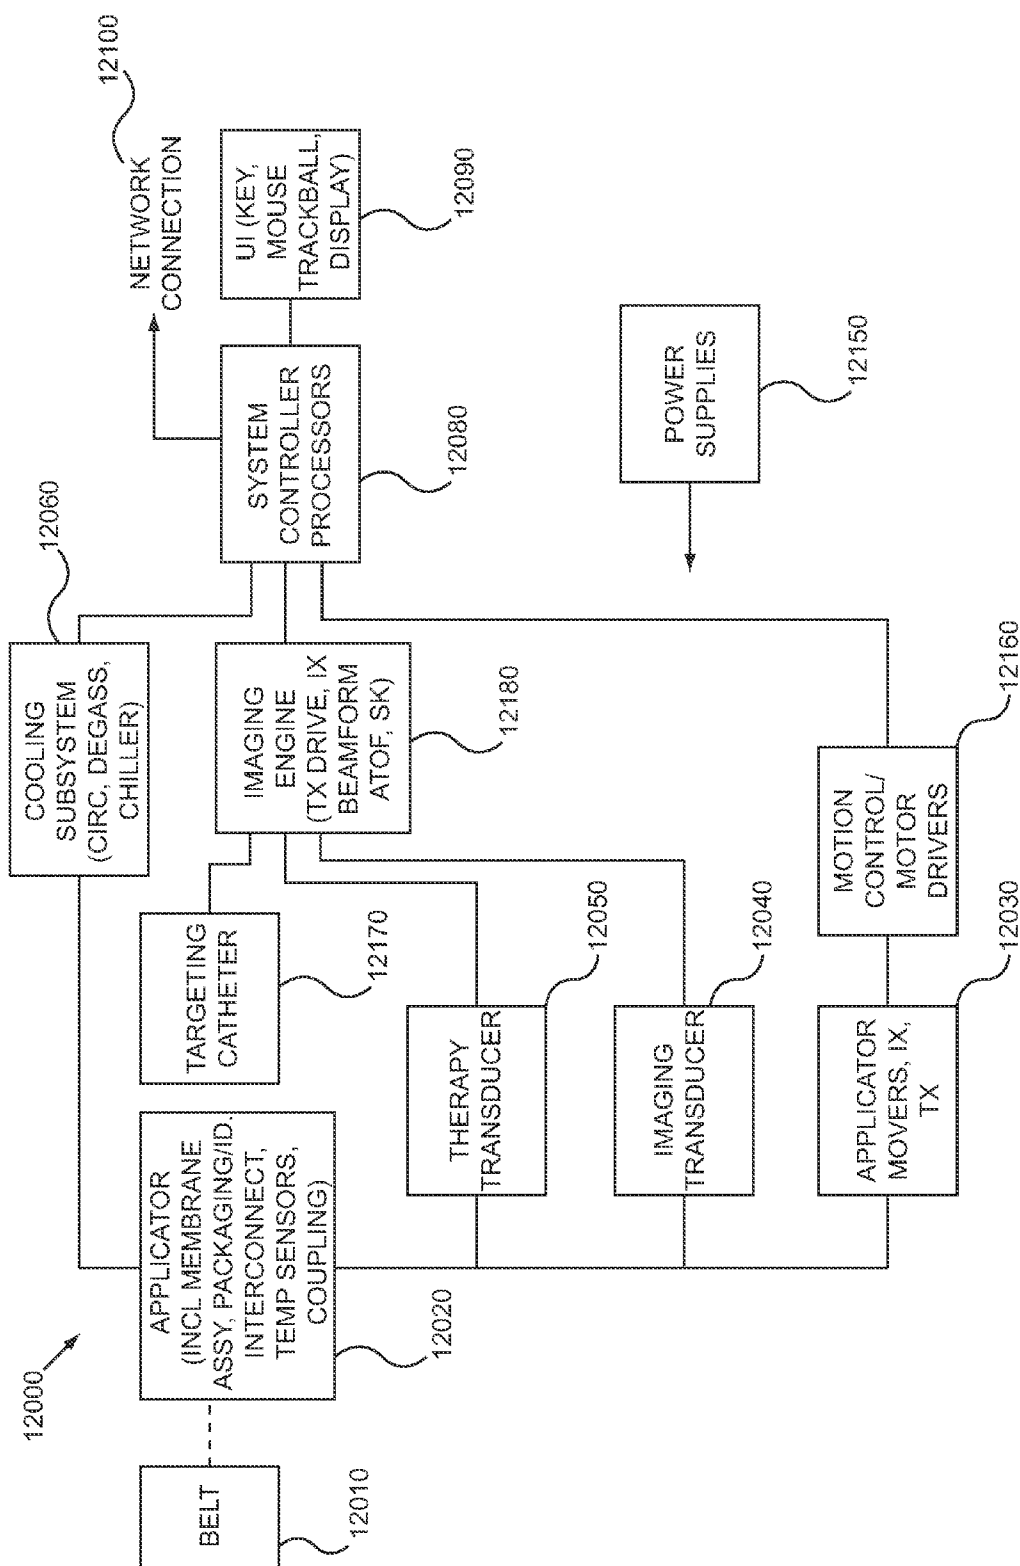 12000
BELT
12010
APPLICATOR
(INCL MEMBRANE
ASSY, PACKAGING/ID.
INTERCONNECT,
TEMP SENSORS,
COUPLING)
12020
COOLING
SUBSYSTEM
(CIRC, DEGASS,
CHILLER)
12060
TARGETING
CATHETER
12170
THERAPY
TRANSDUCER
12050
IMAGING
TRANSDUCER
12040
APPLICATOR
MOVERS, IX,
TX
12030
IMAGING
ENGINE
(TX DRIVE, IX
BEAMFORM
ATOF, SK)
12180
MOTION
CONTROL/
MOTOR
DRIVERS
12160
SYSTEM
CONTROLLER
PROCESSORS
12080
NETWORK
CONNECTION
12100
UI (KEY,
MOUSE
TRACKBALL,
DISPLAY)
12090
POWER
SUPPLIES
12150